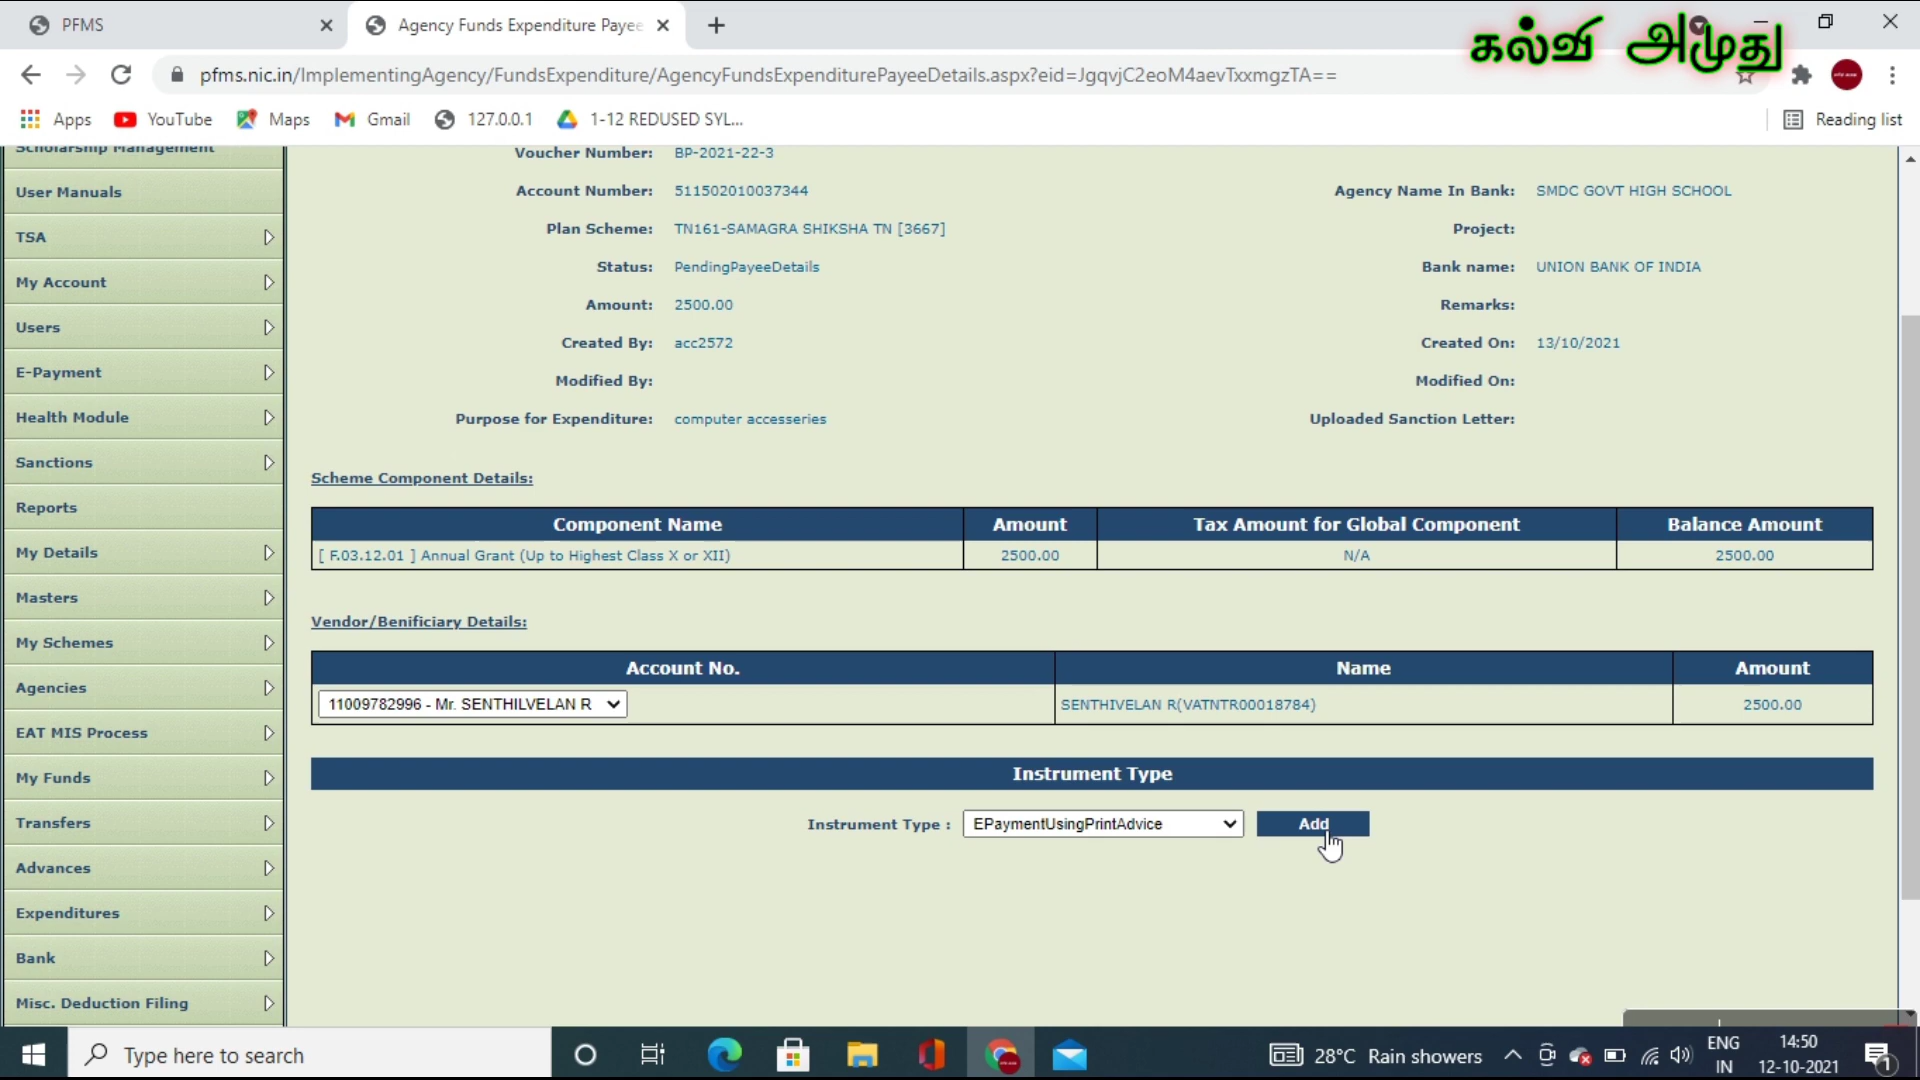 PFMS
Agency Funds Expenditure Payee
கல்வி அமுது
pfms.nic.in/ImplementingAgency/FundsExpenditure/AgencyFundsExpenditurePayeeDetails.aspx?eid=JgqvjC2eoM4aevTxxmgzTA==
Apps YouTube Maps Gmail 127.0.0.1 1-12 REDUSED SYL... Reading list
Scholarship Management
User Manuals
TSA
My Account
Users
E-Payment
Health Module
Sanctions
Reports
My Details
Masters
My Schemes
Agencies
EAT MIS Process
My Funds
Transfers
Advances
Expenditures
Bank
Misc. Deduction Filing
Voucher Number: BP-2021-22-3
Account Number: 511502010037344 Agency Name In Bank: SMDC GOVT HIGH SCHOOL
Plan Scheme: TN161-SAMAGRA SHIKSHA TN [3667] Project:
Status: PendingPayeeDetails Bank name: UNION BANK OF INDIA
Amount: 2500.00 Remarks:
Created By: acc2572 Created On: 13/10/2021
Modified By: Modified On:
Purpose for Expenditure: computer accesseries Uploaded Sanction Letter:
Scheme Component Details:
Component Name Amount Tax Amount for Global Component Balance Amount
[ F.03.12.01 ] Annual Grant (Up to Highest Class X or XII) 2500.00 N/A 2500.00
Vendor/Benificiary Details:
Account No. Name Amount
11009782996 - Mr. SENTHILVELAN R SENTHIVELAN R(VATNTR00018784) 2500.00
Instrument Type
Instrument Type : EPaymentUsingPrintAdvice Add
Type here to search 28°C Rain showers ENG IN 14:50 12-10-2021 1